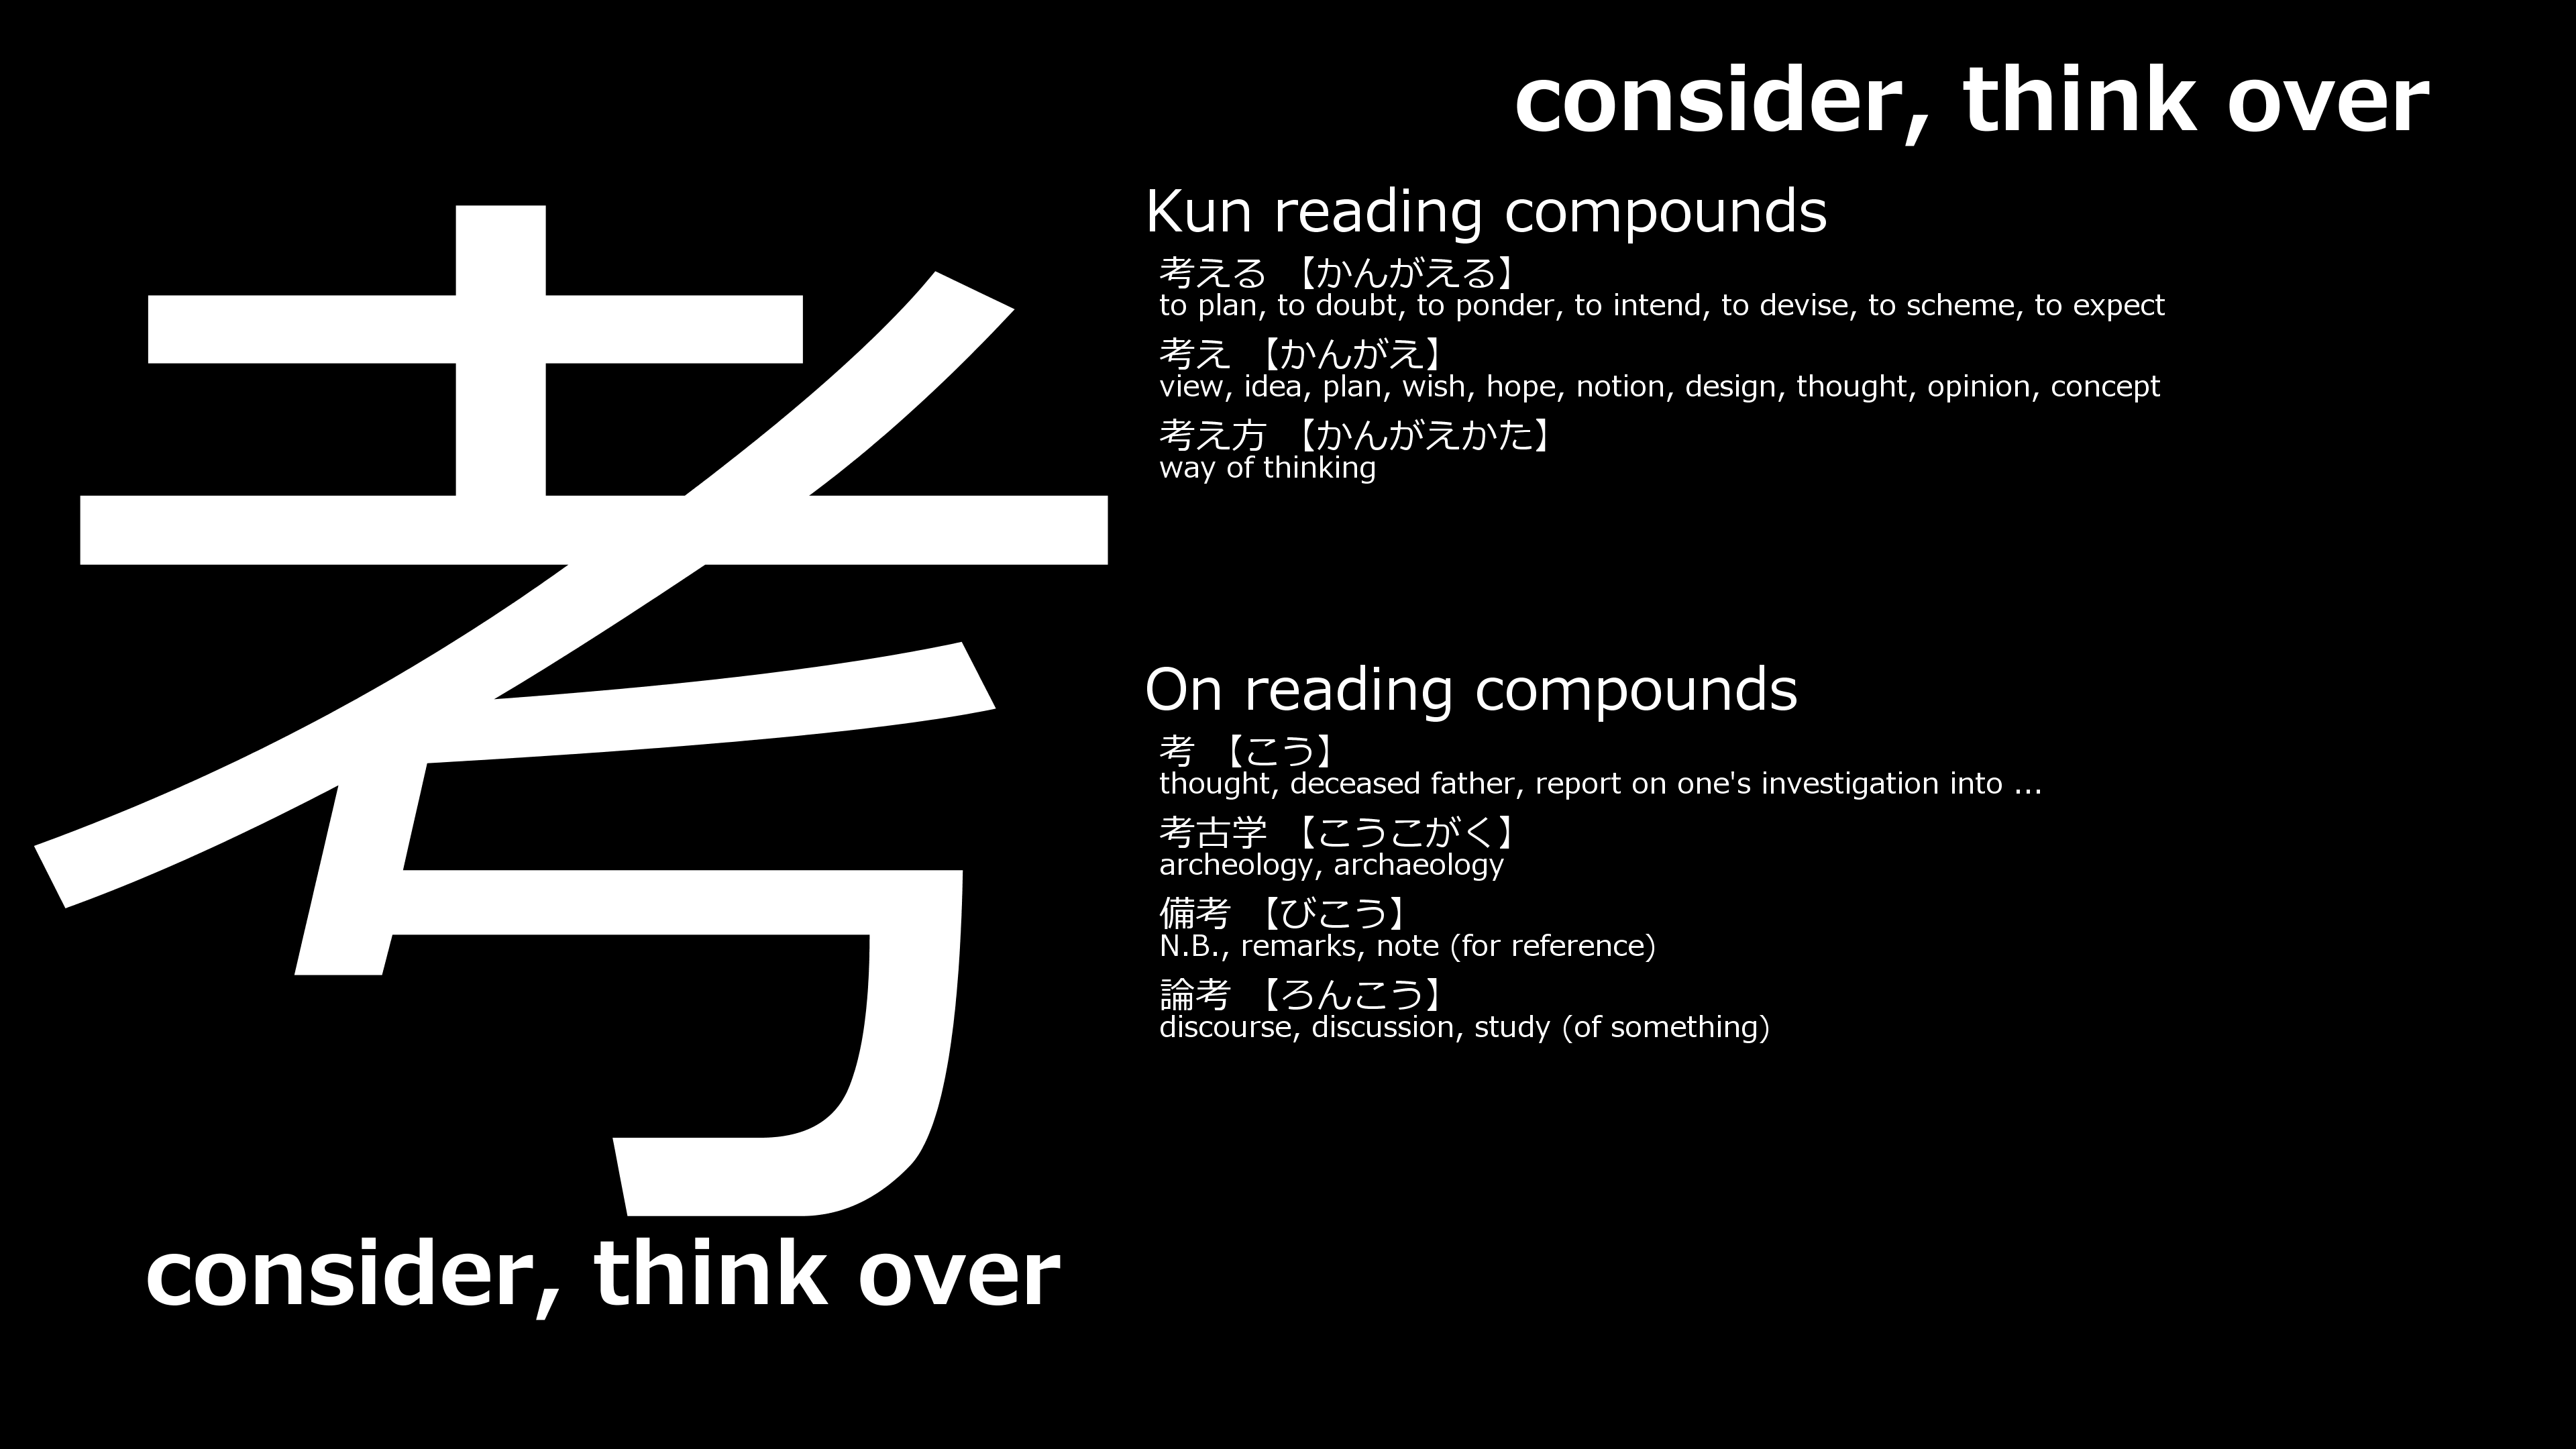 考
consider, think over
consider, think over
Kun reading compounds
考える 【かんがえる】
to plan, to doubt, to ponder, to intend, to devise, to scheme, to expect
考え 【かんがえ】
view, idea, plan, wish, hope, notion, design, thought, opinion, concept
考え方 【かんがえかた】
way of thinking
On reading compounds
考 【こう】
thought, deceased father, report on one's investigation into ...
考古学 【こうこがく】
archeology, archaeology
備考 【びこう】
N.B., remarks, note (for reference)
論考 【ろんこう】
discourse, discussion, study (of something)